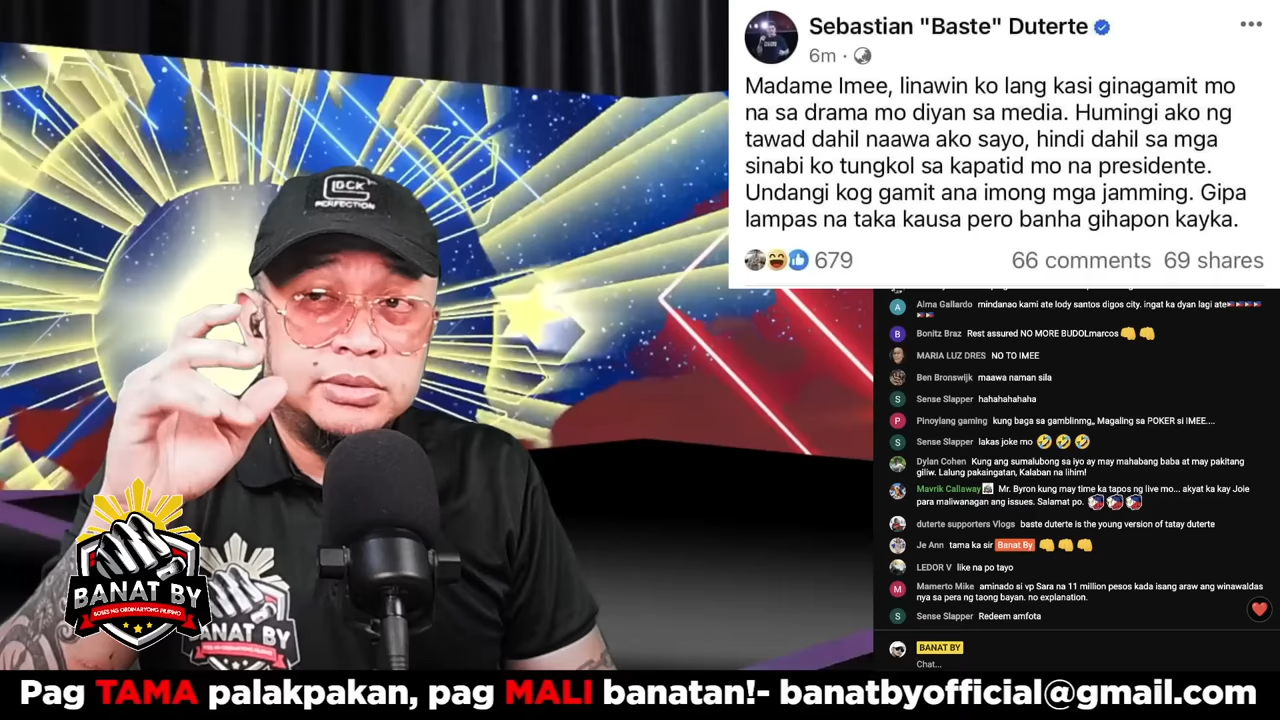 Sebastian "Baste" Duterte
6m ·
Madame Imee, linawin ko lang kasi ginagamit mo
na sa drama mo diyan sa media. Humingi ako ng
tawad dahil naawa ako sayo, hindi dahil sa mga
sinabi ko tungkol sa kapatid mo na presidente.
Undangi kog gamit ana imong mga jamming. Gipa
lampas na taka kausa pero banha gihapon kayka.
679
66 comments 69 shares
GLOCK
PERFECTION
A Alma Gallardo mindanao kami ate lody santos digos city. ingat ka dyan lagi ate
B Bonitz Braz Rest assured NO MORE BUDOLmarcos
MARIA LUZ DRES NO TO IMEE
Ben Bronswijk maawa naman sila
S Sense Slapper hahahahahaha
P Pinoylang gaming kung baga sa gamblinmg,, Magaling sa POKER si IMEE....
S Sense Slapper lakas joke mo 🤣 🤣 🤣
Dylan Cohen Kung ang sumalubong sa iyo ay may mahabang baba at may pakitang
giliw. Lalung pakaingatan, Kalaban na lihim!
Mavrik Callaway Mr. Byron kung may time ka tapos ng live mo... akyat ka kay Joie
para maliwanagan ang issues. Salamat po.
duterte supporters Vlogs baste duterte is the young version of tatay duterte
Je Ann tama ka sir Banat By
LEDOR V like na po tayo
M Mamerto Mike aminado si vp Sara na 11 million pesos kada isang araw ang winawaldas
nya sa pera ng taong bayan. no explanation.
S Sense Slapper Redeem amfota
BANAT BY
Chat...
BANAT BY
BOSES NG ORDINARYONG PILIPINO
BANAT BY
Pag TAMA palakpakan, pag MALI banatan!- banatbyofficial@gmail.com